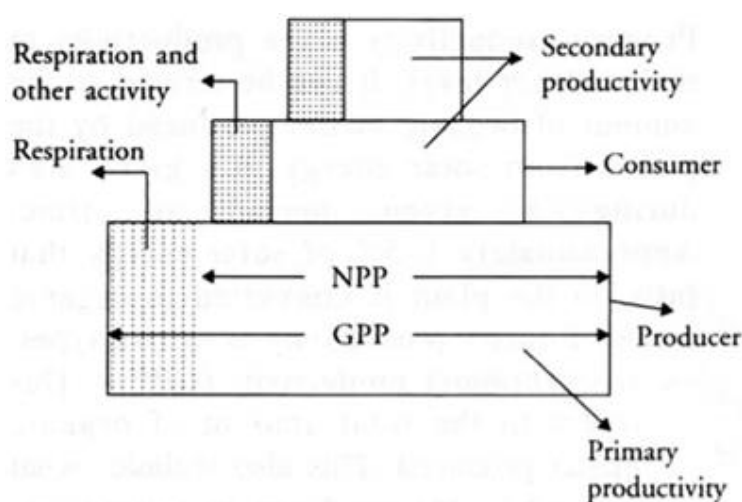 Respiration and
other activity
Secondary
productivity
Respiration
Consumer
NPP
GPP
Producer
Primary
productivity